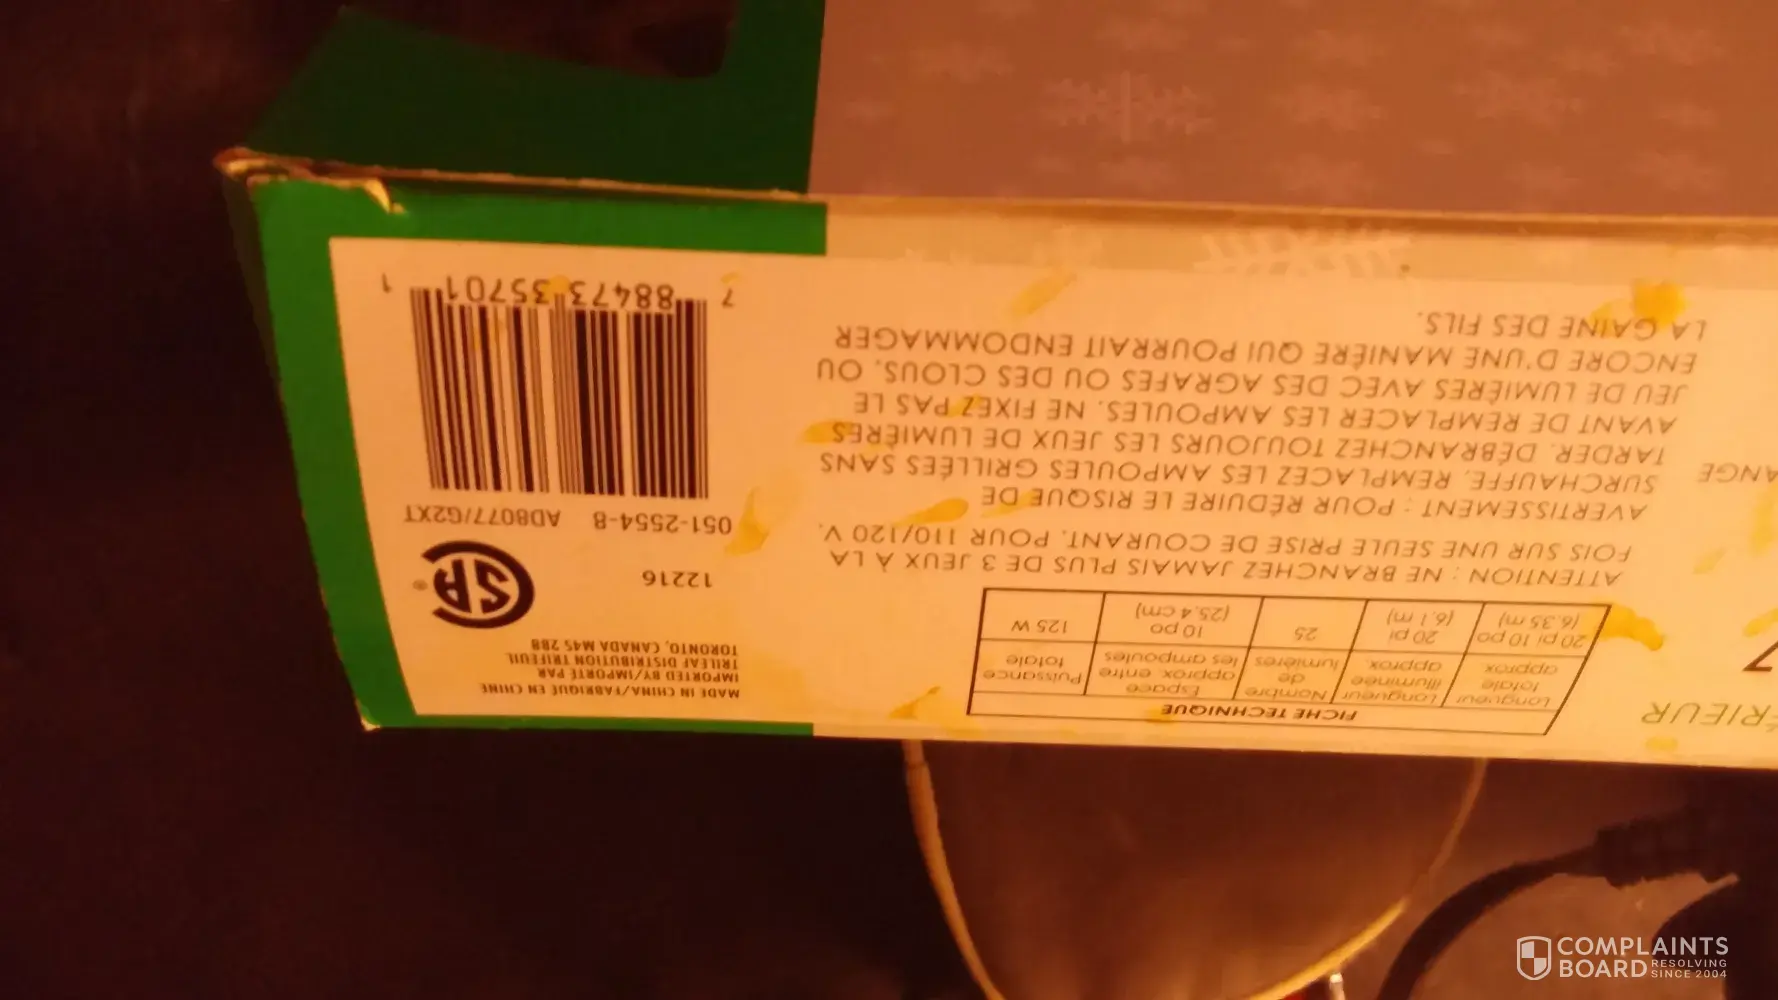 FICHE TECHNIQUE
Longueur totale approx
Longueur illuminée approx.
Nombre de lumières
Espace approx entre les ampoules
Puissance totale
20 pi 10 po (6.35 m)
20 pi (6.1 m)
25
10 po (25.4 cm)
125 W
ATTENTION : NE BRANCHEZ JAMAIS PLUS DE 3 JEUX À LA
FOIS SUR UNE SEULE PRISE DE COURANT. POUR 110/120 V.
AVERTISSEMENT : POUR RÉDUIRE LE RISQUE DE
SURCHAUFFE, REMPLACEZ LES AMPOULES GRILLÉES SANS
TARDER. DÉBRANCHEZ TOUJOURS LES JEUX DE LUMIÈRES
AVANT DE REMPLACER LES AMPOULES. NE FIXEZ PAS LE
JEU DE LUMIÈRES AVEC DES AGRAFES OU DES CLOUS, OU
ENCORE D'UNE MANIÈRE QUI POURRAIT ENDOMMAGER
LA GAINE DES FILS.
MADE IN CHINA/FABRIQUÉ EN CHINE
IMPORTED BY/IMPORTÉ PAR
TRILEAF DISTRIBUTION TRIFEUIL
TORONTO, CANADA M4S 2B8
12216
SA®
051-2554-8 AD8077/G2XT
7 88473 35701 1
COMPLAINTS
BOARD RESOLVING
SINCE 2004